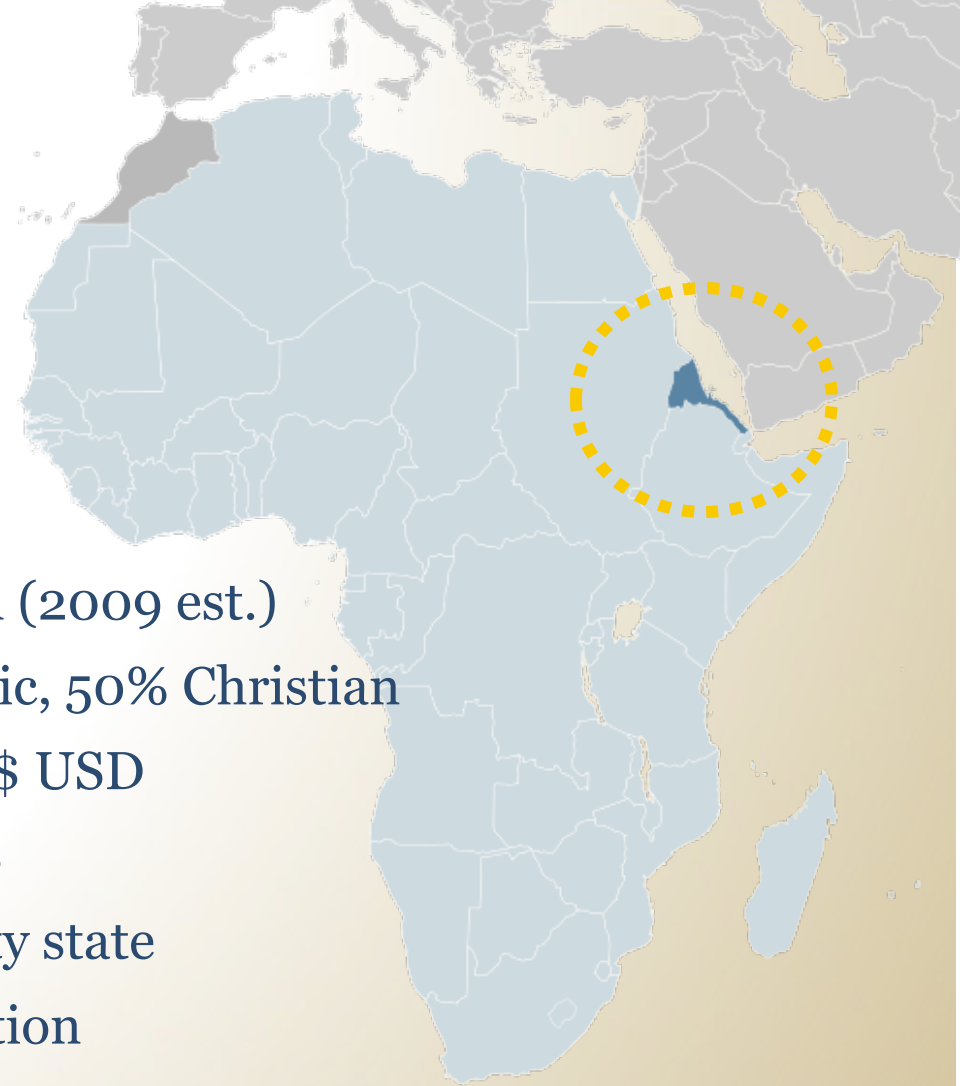 (2009 est.)
ic, 50% Christian
$ USD
y state
tion